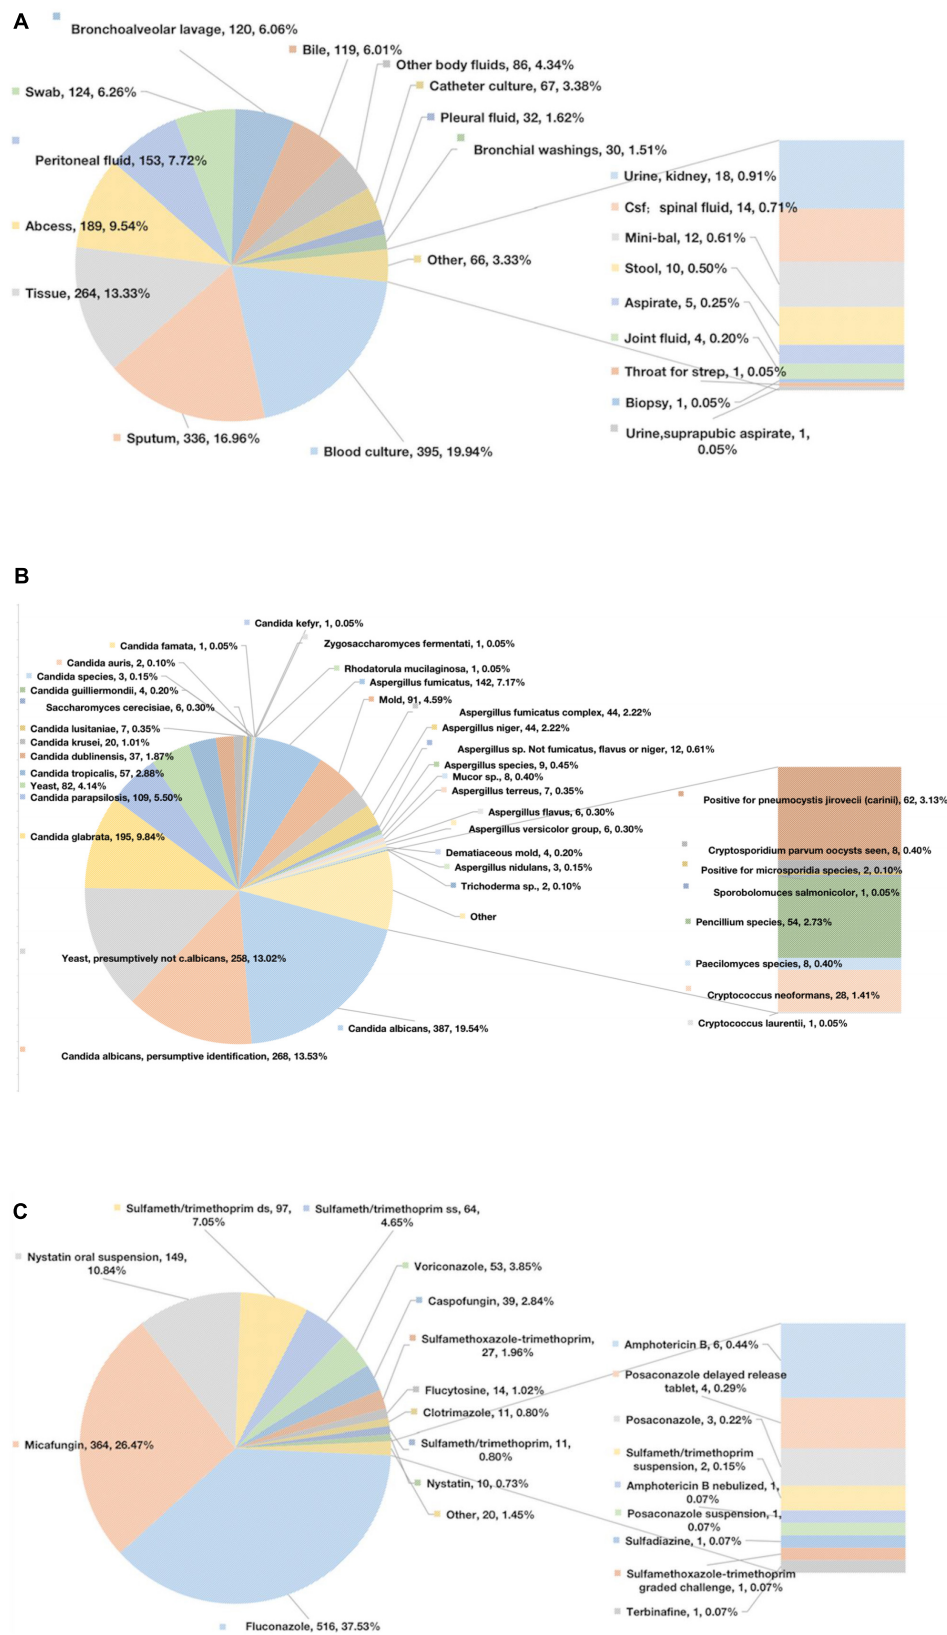 A
Bronchoalveolar lavage, 120, 6.06%
Bile, 119, 6.01%
Other body fluids, 86, 4.34%
Swab, 124, 6.26%
Catheter culture, 67, 3.38%
Pleural fluid, 32, 1.62%
Bronchial washings, 30, 1.51%
Peritoneal fluid, 153, 7.72%
Urine, kidney, 18, 0.91%
Csf; spinal fluid, 14, 0.71%
Abcess, 189, 9.54%
Mini-bal, 12, 0.61%
Other, 66, 3.33%
Stool, 10, 0.50%
Tissue, 264, 13.33%
Aspirate, 5, 0.25%
Joint fluid, 4, 0.20%
Throat for strep, 1, 0.05%
Biopsy, 1, 0.05%
Urine,suprapubic aspirate, 1,
0.05%
Sputum, 336, 16.96%
Blood culture, 395, 19.94%
B
Candida kefyr, 1, 0.05%
Candida famata, 1, 0.05%
Zygosaccharomyces fermentati, 1, 0.05%
Candida auris, 2, 0.10%
Rhodatorula mucilaginosa, 1, 0.05%
Candida species, 3, 0.15%
Aspergillus fumicatus, 142, 7.17%
Candida guilliermondii, 4, 0.20%
Mold, 91, 4.59%
Saccharomyces cerecisiae, 6, 0.30%
Aspergillus fumicatus complex, 44, 2.22%
Candida lusitaniae, 7, 0.35%
Aspergillus niger, 44, 2.22%
Candida krusei, 20, 1.01%
Aspergillus sp. Not fumicatus, flavus or niger, 12, 0.61%
Candida dublinensis, 37, 1.87%
Aspergillus species, 9, 0.45%
Candida tropicalis, 57, 2.88%
Mucor sp., 8, 0.40%
Yeast, 82, 4.14%
Aspergillus terreus, 7, 0.35%
Candida parapsilosis, 109, 5.50%
Positive for pneumocystis jirovecii (carinii), 62, 3.13%
Aspergillus flavus, 6, 0.30%
Aspergillus versicolor group, 6, 0.30%
Candida glabrata, 195, 9.84%
Cryptosporidium parvum oocysts seen, 8, 0.40%
Dematiaceous mold, 4, 0.20%
Aspergillus nidulans, 3, 0.15%
Positive for microsporidia species, 2, 0.10%
Trichoderma sp., 2, 0.10%
Sporobolomuces salmonicolor, 1, 0.05%
Other
Pencillium species, 54, 2.73%
Yeast, presumptively not c.albicans, 258, 13.02%
Paecilomyces species, 8, 0.40%
Cryptococcus neoformans, 28, 1.41%
Cryptococcus laurentii, 1, 0.05%
Candida albicans, 387, 19.54%
Candida albicans, persumptive identification, 268, 13.53%
C
Sulfameth/trimethoprim ds, 97,
7.05%
Sulfameth/trimethoprim ss, 64,
4.65%
Nystatin oral suspension, 149,
10.84%
Voriconazole, 53, 3.85%
Caspofungin, 39, 2.84%
Sulfamethoxazole-trimethoprim,
27, 1.96%
Amphotericin B, 6, 0.44%
Posaconazole delayed release
tablet, 4, 0.29%
Flucytosine, 14, 1.02%
Clotrimazole, 11, 0.80%
Posaconazole, 3, 0.22%
Micafungin, 364, 26.47%
Sulfameth/trimethoprim, 11,
0.80%
Sulfameth/trimethoprim
suspension, 2, 0.15%
Nystatin, 10, 0.73%
Amphotericin B nebulized, 1,
0.07%
Other, 20, 1.45%
Posaconazole suspension, 1,
0.07%
Sulfadiazine, 1, 0.07%
Sulfamethoxazole-trimethoprim
graded challenge, 1, 0.07%
Terbinafine, 1, 0.07%
Fluconazole, 516, 37.53%